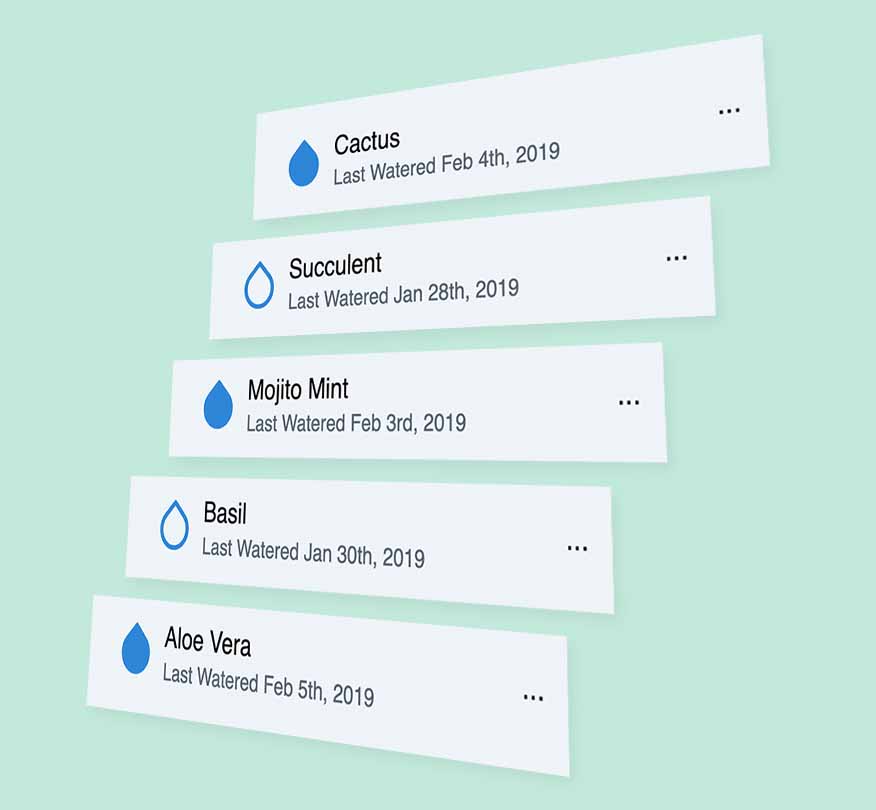 Cactus
Last Watered Feb 4th, 2019
...
Succulent
Last Watered Jan 28th, 2019
...
Mojito Mint
Last Watered Feb 3rd, 2019
...
Basil
Last Watered Jan 30th, 2019
...
Aloe Vera
Last Watered Feb 5th, 2019
...